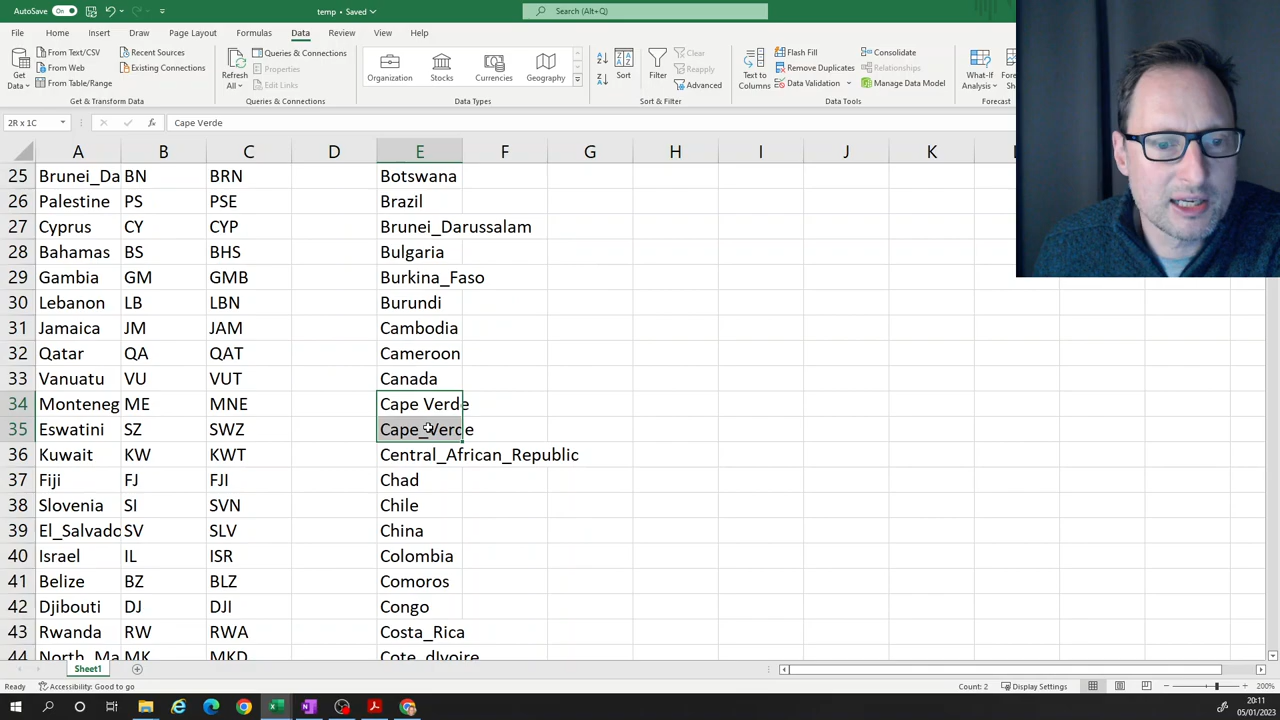 AutoSave On temp • Saved Search (Alt+Q)
File Home Insert Draw Page Layout Formulas Data Review View Help
Get Data
From Text/CSV
From Web
From Table/Range
Recent Sources
Existing Connections
Get & Transform Data
Refresh All
Queries & Connections
Properties
Edit Links
Queries & Connections
Organization Stocks Currencies Geography
Data Types
Sort Filter
Clear
Reapply
Advanced
Sort & Filter
Text to Columns
Flash Fill
Remove Duplicates
Data Validation
Consolidate
Relationships
Manage Data Model
Data Tools
What-If Analysis
Forecast
2R x 1C Cape Verde
A B C D E F G H I J K
25 Brunei_Da BN BRN Botswana
26 Palestine PS PSE Brazil
27 Cyprus CY CYP Brunei_Darussalam
28 Bahamas BS BHS Bulgaria
29 Gambia GM GMB Burkina_Faso
30 Lebanon LB LBN Burundi
31 Jamaica JM JAM Cambodia
32 Qatar QA QAT Cameroon
33 Vanuatu VU VUT Canada
34 Monteneg ME MNE Cape Verde
35 Eswatini SZ SWZ Cape_Verde
36 Kuwait KW KWT Central_African_Republic
37 Fiji FJ FJI Chad
38 Slovenia SI SVN Chile
39 El_Salvado SV SLV China
40 Israel IL ISR Colombia
41 Belize BZ BLZ Comoros
42 Djibouti DJ DJI Congo
43 Rwanda RW RWA Costa_Rica
44 North_Ma MK MKD Cote_dIvoire
Sheet1
Ready Accessibility: Good to go Count: 2 Display Settings 200%
20:11
05/01/2023